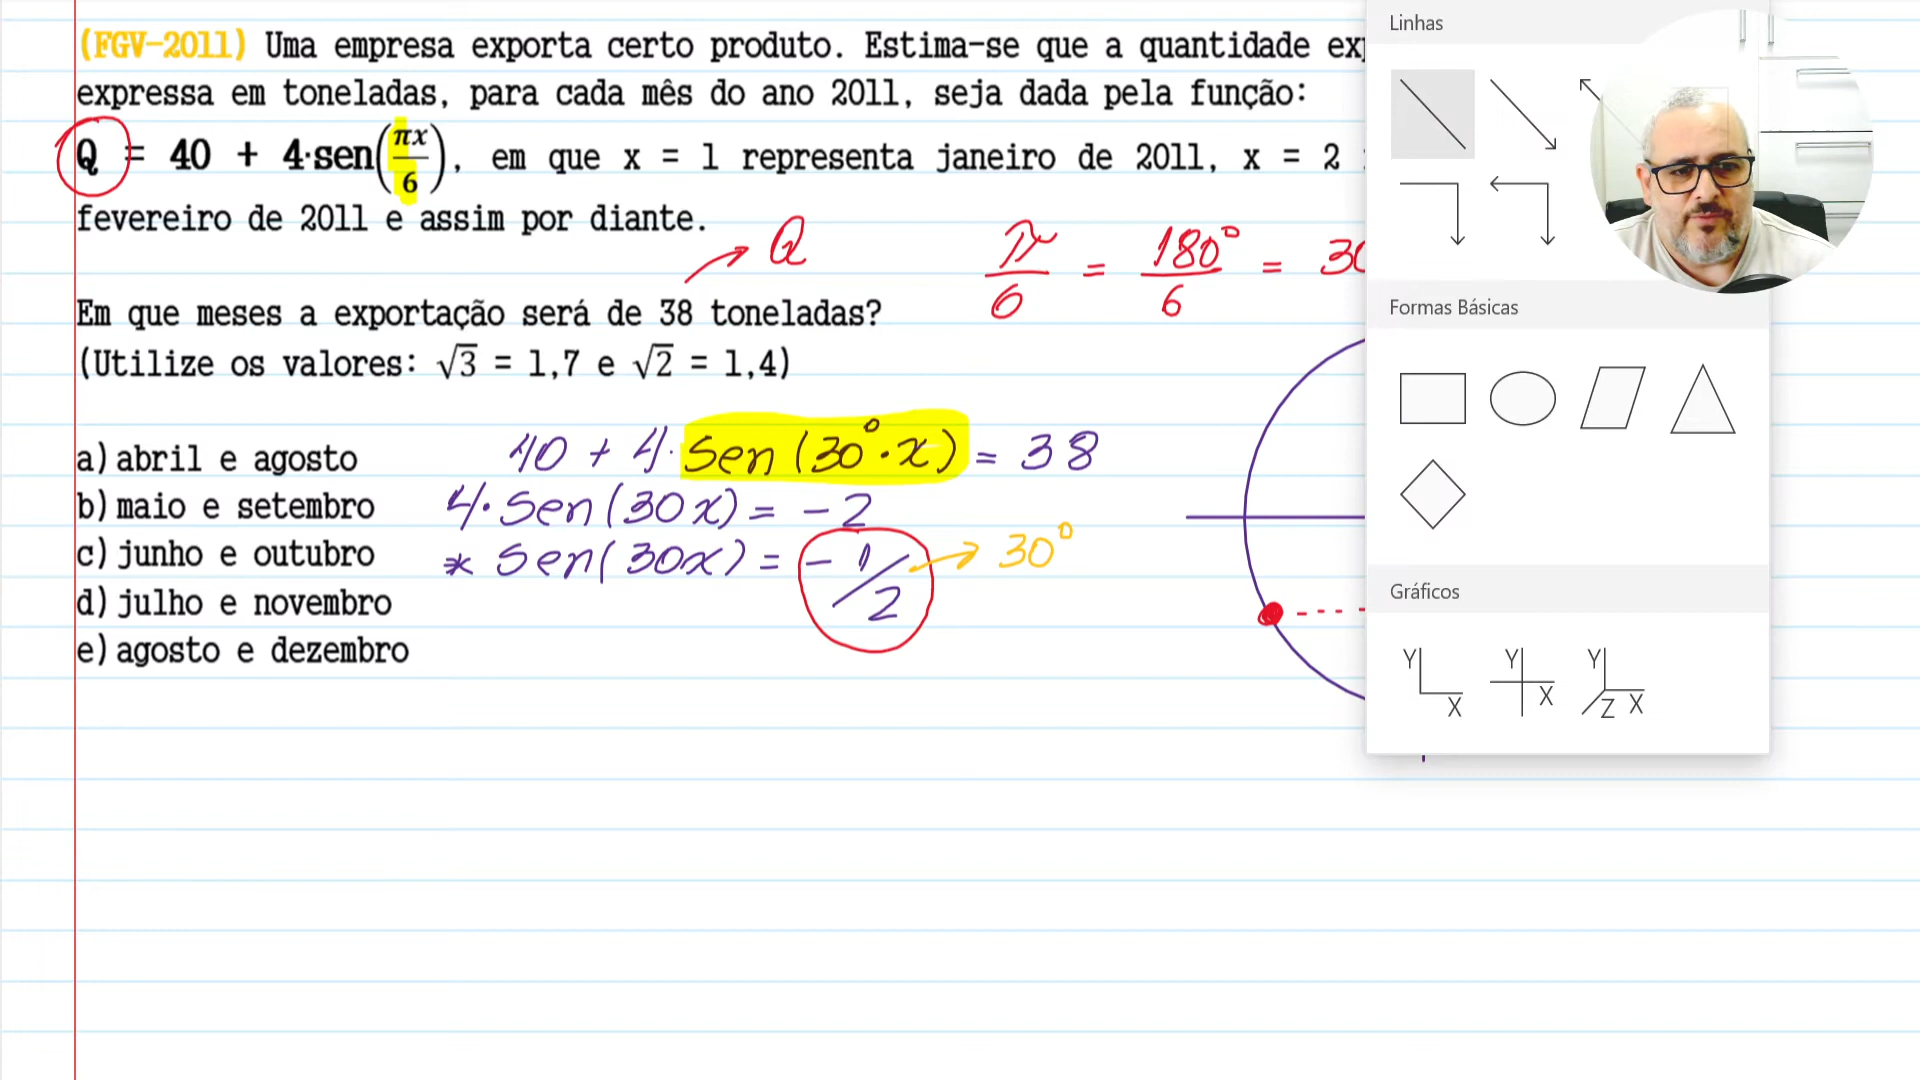 (FGV-2011) Uma empresa exporta certo produto. Estima-se que a quantidade
expressa em toneladas, para cada mês do ano 2011, seja dada pela função:
Q = 40 + 4·sen(πx/6), em que x = 1 representa janeiro de 2011, x = 2
fevereiro de 2011 e assim por diante.
Q
π/6 = 180°/6 = 30
Em que meses a exportação será de 38 toneladas?
(Utilize os valores: √3 = 1,7 e √2 = 1,4)
40 + 4·sen(30°·x) = 38
a) abril e agosto
4·sen(30x) = -2
b) maio e setembro
* sen(30x) = -1/2 → 30°
c) junho e outubro
d) julho e novembro
e) agosto e dezembro
Linhas
Formas Básicas
Gráficos
Y X
Y X
Y Z X